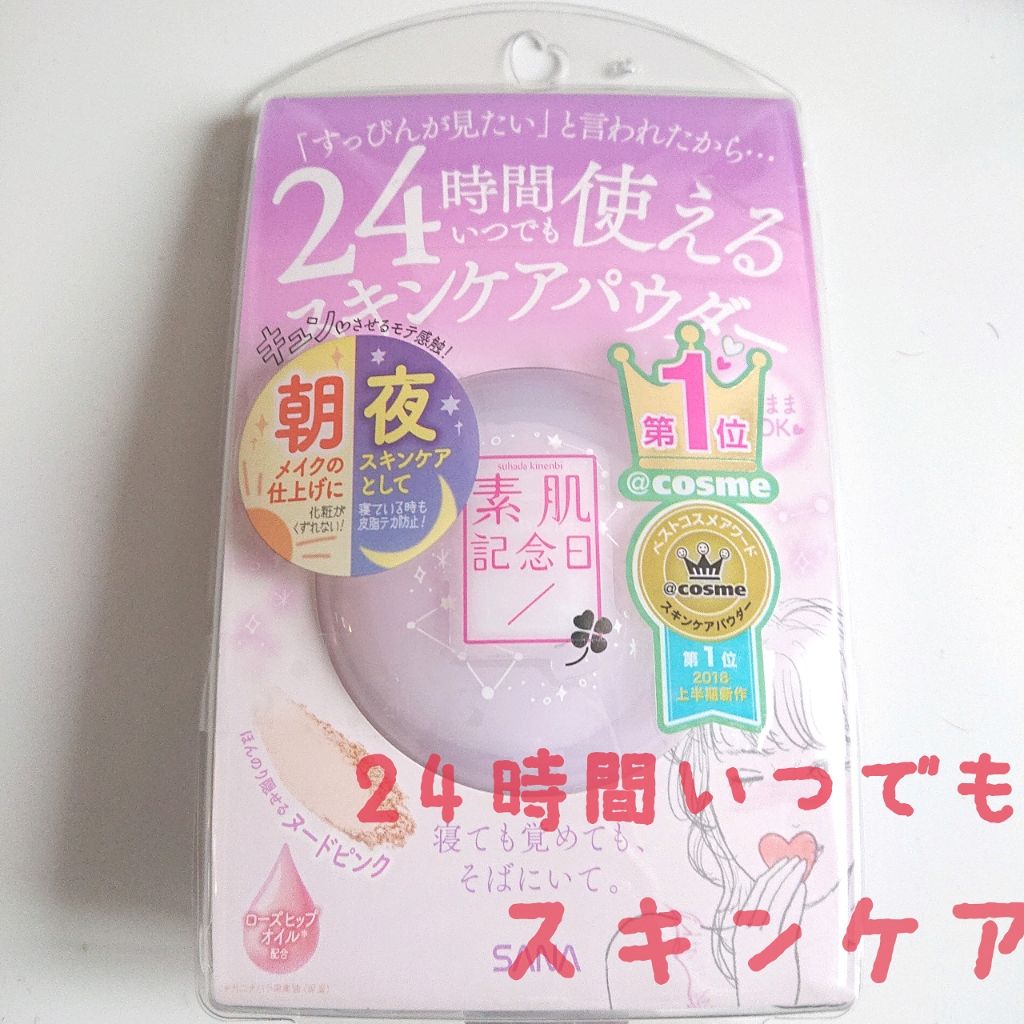 「すっぴんが見たい」と言われたから…
24時間いつでも使える
スキンケアパウダー
キュン♡させるモテ感触！
朝
メイクの
仕上げに
化粧が
くずれない！
夜
スキンケア
として
寝ている時も
皮脂テカ防止！
第1位
@cosme
まま
OK
suhada kinenbi
素肌
記念日
ベストコスメアワード
@cosme
スキンケアパウダー
第1位
2018
上半期新作
ほんのり隠せるヌードピンク
24時間いつでも
寝ても覚めても、
そばにいて。
ローズヒップ
オイル*
配合
スキンケア
SANA